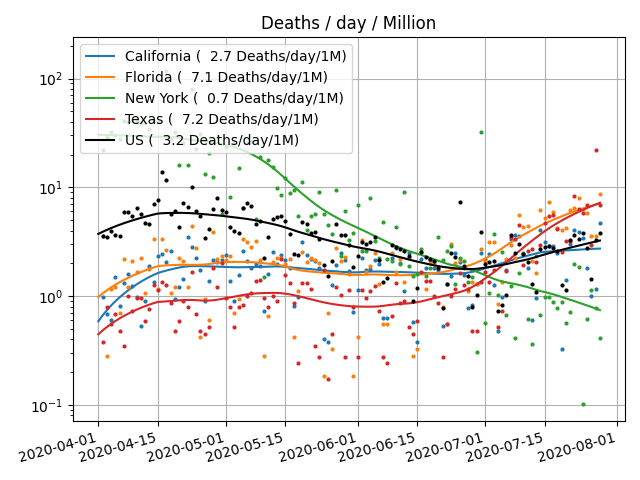 Deaths / day / Million
California (  2.7 Deaths/day/1M)
Florida (  7.1 Deaths/day/1M)
New York (  0.7 Deaths/day/1M)
Texas (  7.2 Deaths/day/1M)
US (  3.2 Deaths/day/1M)
10²
10¹
10⁰
10⁻¹
2020-04-01
2020-04-15
2020-05-01
2020-05-15
2020-06-01
2020-06-15
2020-07-01
2020-07-15
2020-08-01